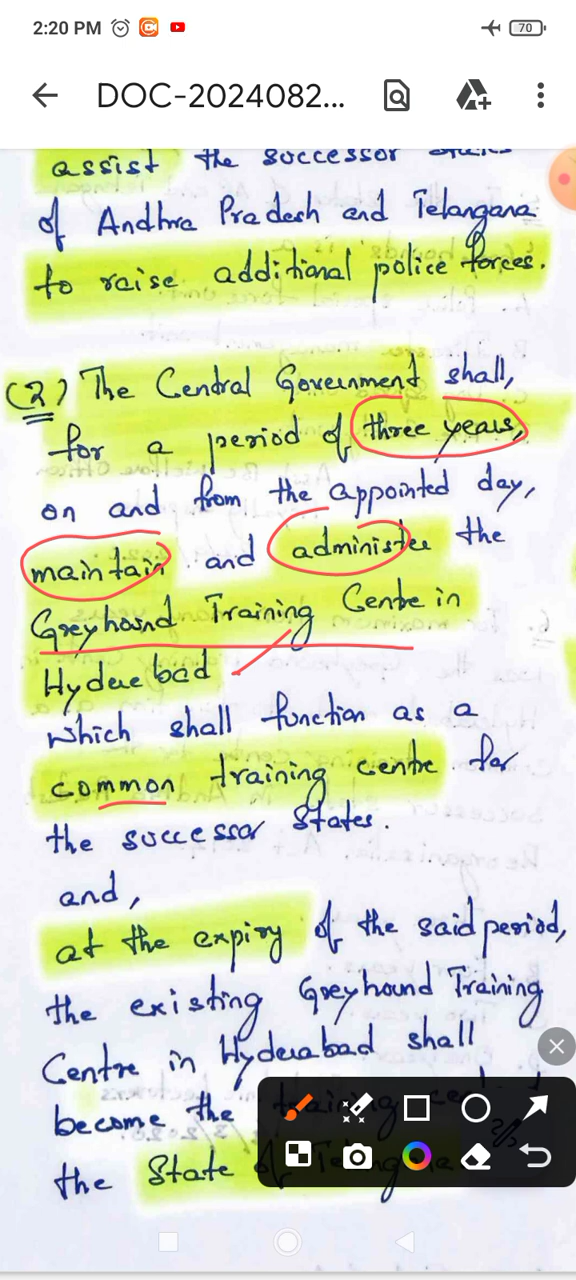 2:20 PM
70
DOC-2024082...
assist the successor
of Andhra Pradesh and Telangana
to raise additional police forces.
(2) The Central Government shall,
for a period of three years,
on and from the appointed day,
maintain and administer the
Greyhound Training Centre in
Hyderabad
which shall function as a
common training centre for
the successor States.
and,
at the expiry of the said period,
the existing Greyhound Training
Centre in Hyderabad shall
become the training
the State of Telangana